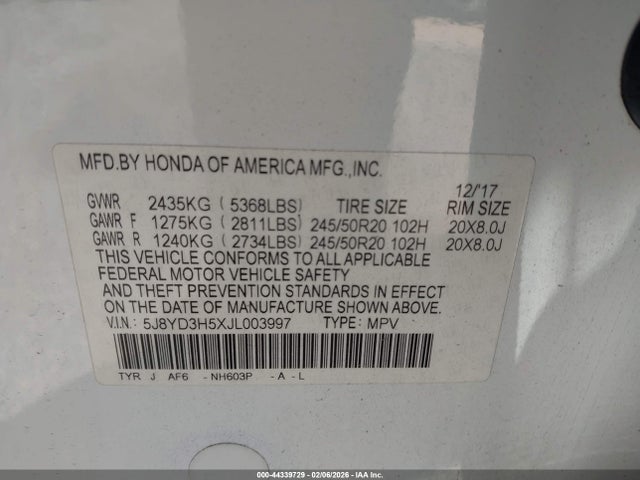 MFD.BY HONDA OF AMERICA MFG.,INC.
12/'17
GVWR 2435KG ( 5368LBS) TIRE SIZE RIM SIZE
GAWR F 1275KG ( 2811LBS) 245/50R20 102H 20X8.0J
GAWR R 1240KG ( 2734LBS) 245/50R20 102H 20X8.0J
THIS VEHICLE CONFORMS TO ALL APPLICABLE
FEDERAL MOTOR VEHICLE SAFETY
AND THEFT PREVENTION STANDARDS IN EFFECT
ON THE DATE OF MANUFACTURE SHOWN ABOVE.
V.I.N: 5J8YD3H5XJL003997 TYPE: MPV
TYR J AF6 -NH603P -A-L
000-44339729 - 02/06/2026 - IAA Inc.